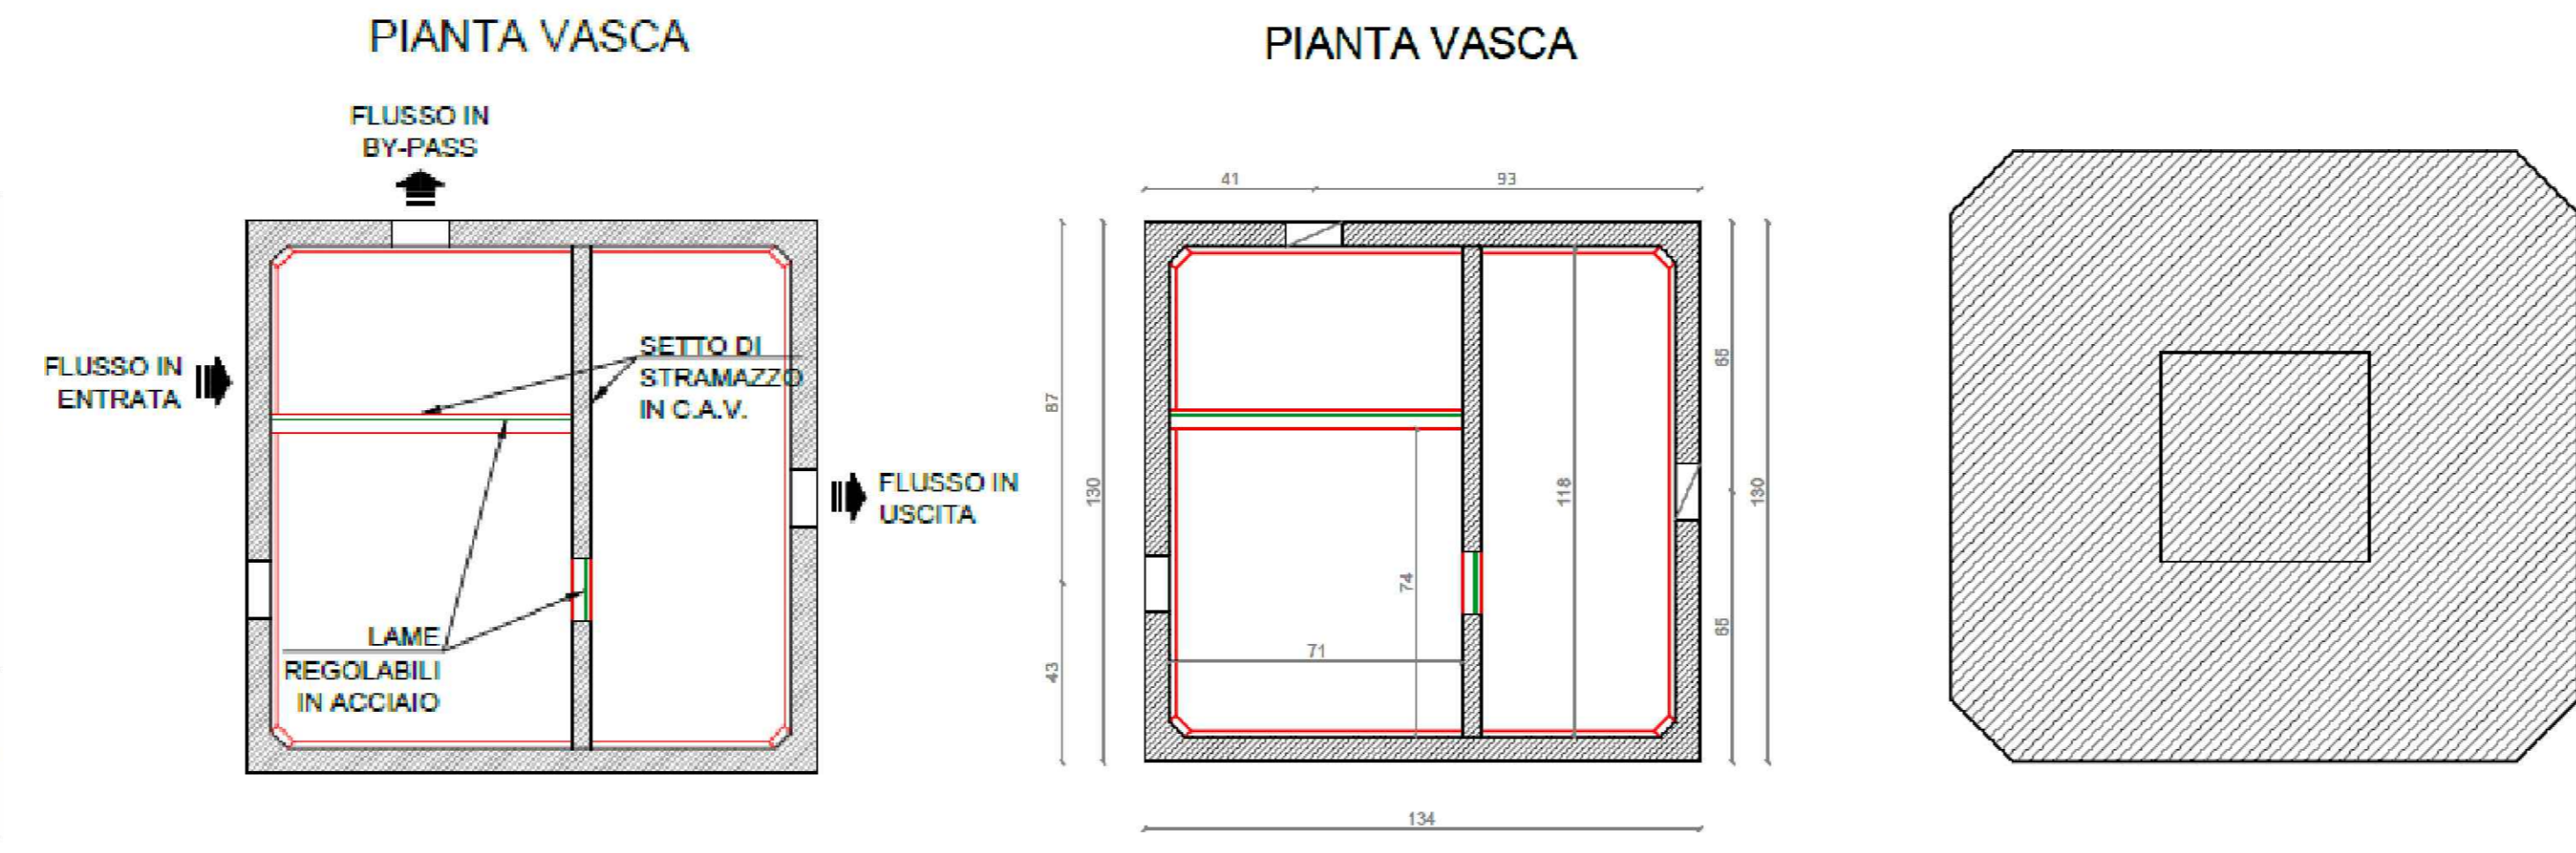 PIANTA VASCA
FLUSSO IN
BY-PASS
FLUSSO IN
ENTRATA
SETTO DI
STRAMAZZO
IN C.A.V.
FLUSSO IN
USCITA
LAME
REGOLABILI
IN ACCIAIO
PIANTA VASCA
41
93
87
130
43
65
130
65
118
74
71
134